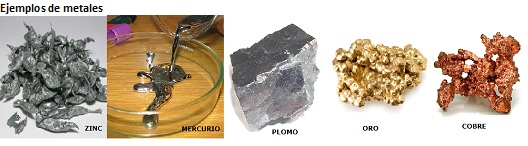 Ejemplos de metales
ZINC
MERCURIO
PLOMO
ORO
COBRE